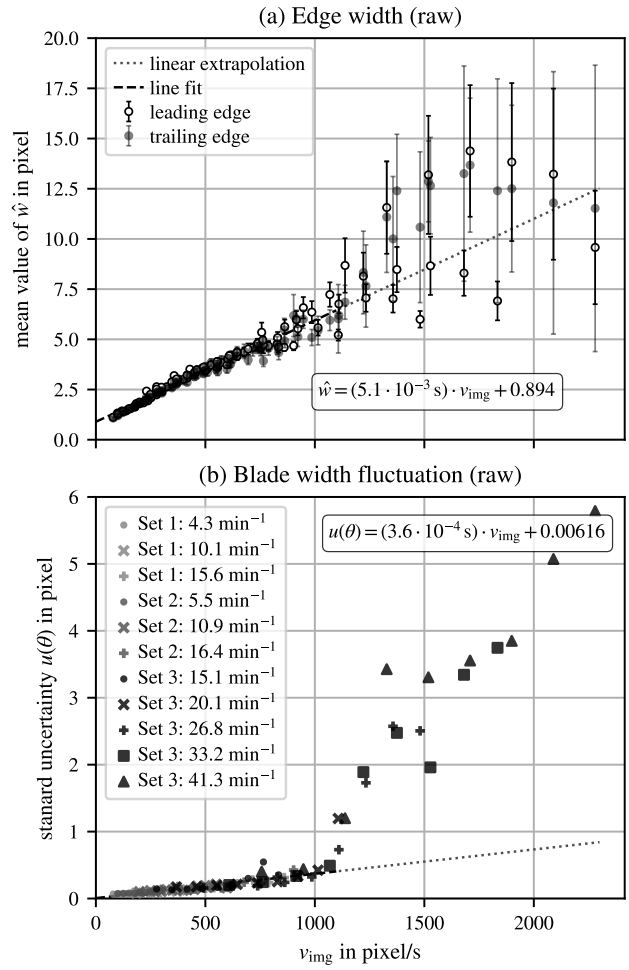 (a) Edge width (raw)
20.0
17.5
15.0
12.5
10.0
7.5
5.0
2.5
0.0
mean value of ŵ in pixel
linear extrapolation
line fit
leading edge
trailing edge
ŵ = (5.1 · 10⁻³ s) · v_img + 0.894
(b) Blade width fluctuation (raw)
6
5
4
3
2
1
0
stanard uncertainty u(θ) in pixel
Set 1: 4.3 min⁻¹
Set 1: 10.1 min⁻¹
Set 1: 15.6 min⁻¹
Set 2: 5.5 min⁻¹
Set 2: 10.9 min⁻¹
Set 2: 16.4 min⁻¹
Set 3: 15.1 min⁻¹
Set 3: 20.1 min⁻¹
Set 3: 26.8 min⁻¹
Set 3: 33.2 min⁻¹
Set 3: 41.3 min⁻¹
u(θ) = (3.6 · 10⁻⁴ s) · v_img + 0.00616
0 500 1000 1500 2000
v_img in pixel/s